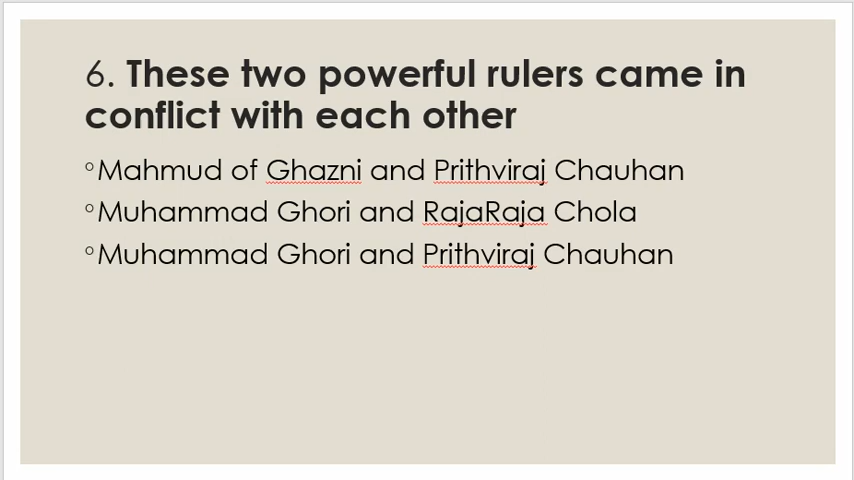 6. These two powerful rulers came in
conflict with each other
°Mahmud of Ghazni and Prithviraj Chauhan
°Muhammad Ghori and RajaRaja Chola
°Muhammad Ghori and Prithviraj Chauhan